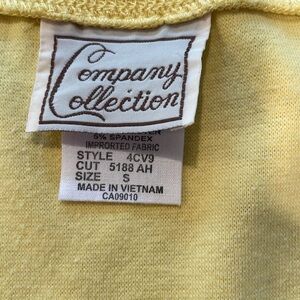 Company
Collection
5% SPANDEX
IMPRORTED FABRIC
STYLE 4CV9
CUT 5188 AH
SIZE S
MADE IN VIETNAM
CA09010